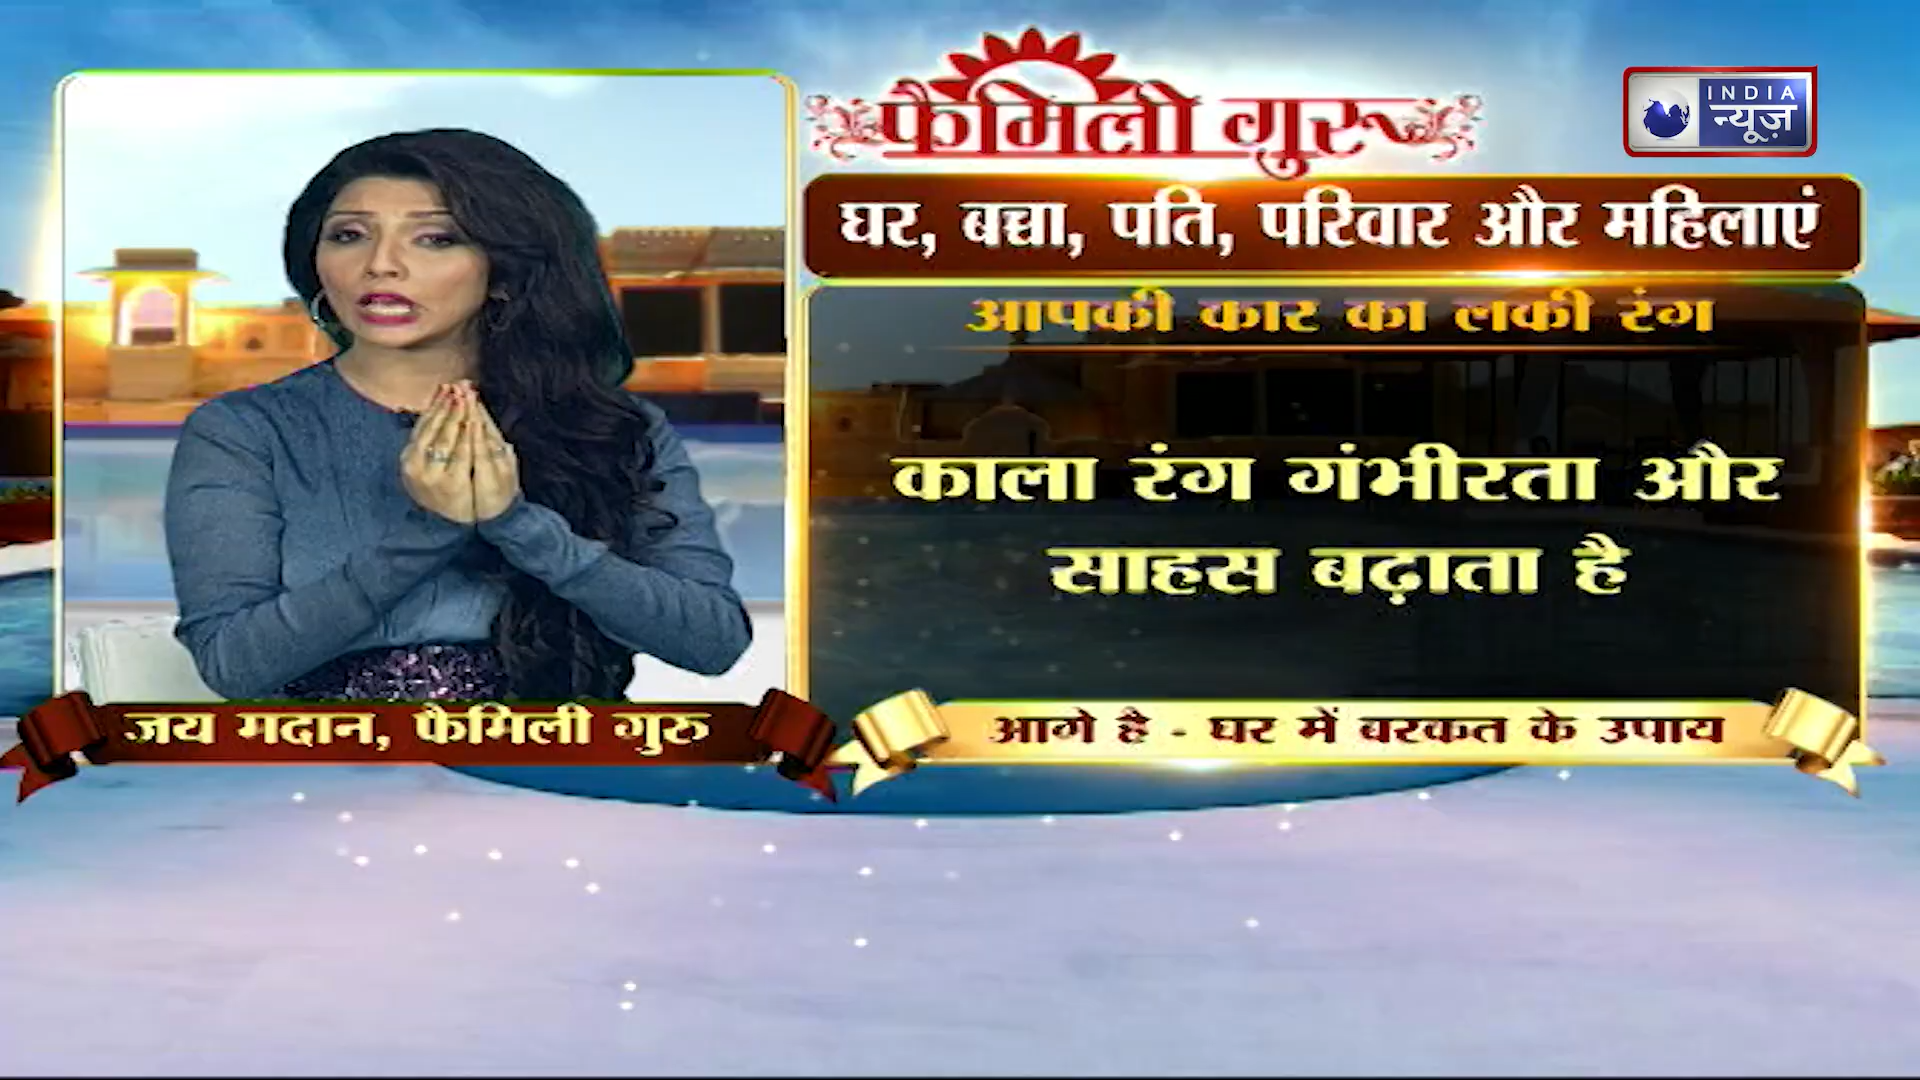 फैमिली गुरु
INDIA
न्यूज़
घर, बच्चा, पति, परिवार और महिलाएं
आपकी कार का लकी रंग
काला रंग गंभीरता और
साहस बढ़ाता है
जय मदान, फैमिली गुरु
आगे है - घर में बरकत के उपाय